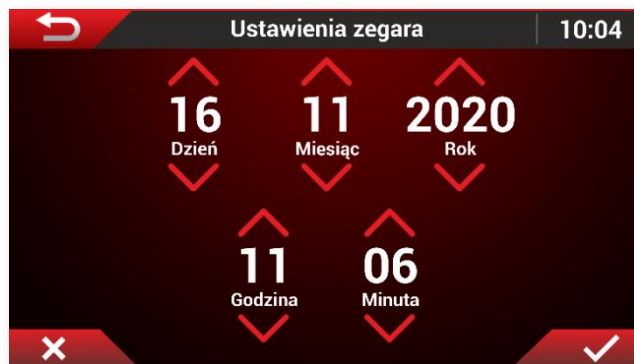 Ustawienia zegara 10:04
16 11 2020
Dzień Miesiąc Rok
11 06
Godzina Minuta